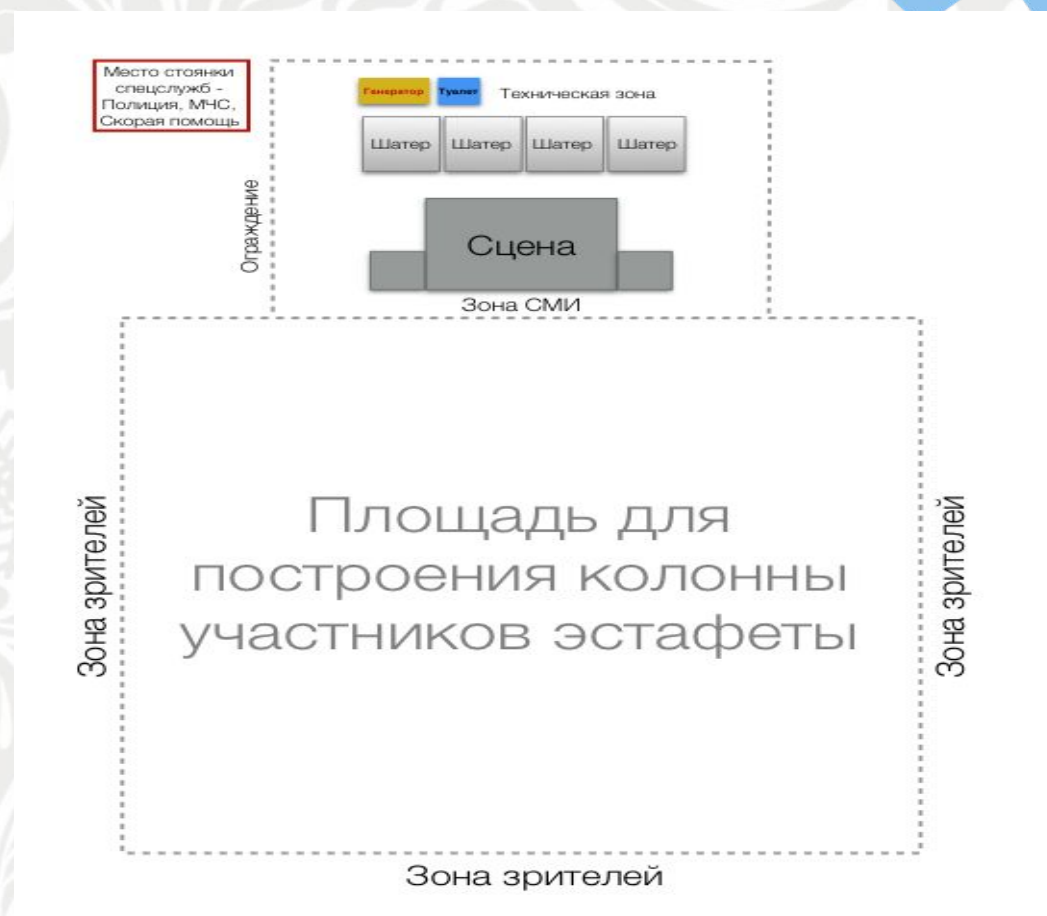 Место стоянки
спецслужб -
Полиция, МЧС,
Скорая помощь
Генератор
Туалет
Техническая зона
Шатер
Шатер
Шатер
Шатер
Ограждение
Сцена
Зона СМИ
Зона зрителей
Площадь для
построения колонны
участников эстафеты
Зона зрителей
Зона зрителей